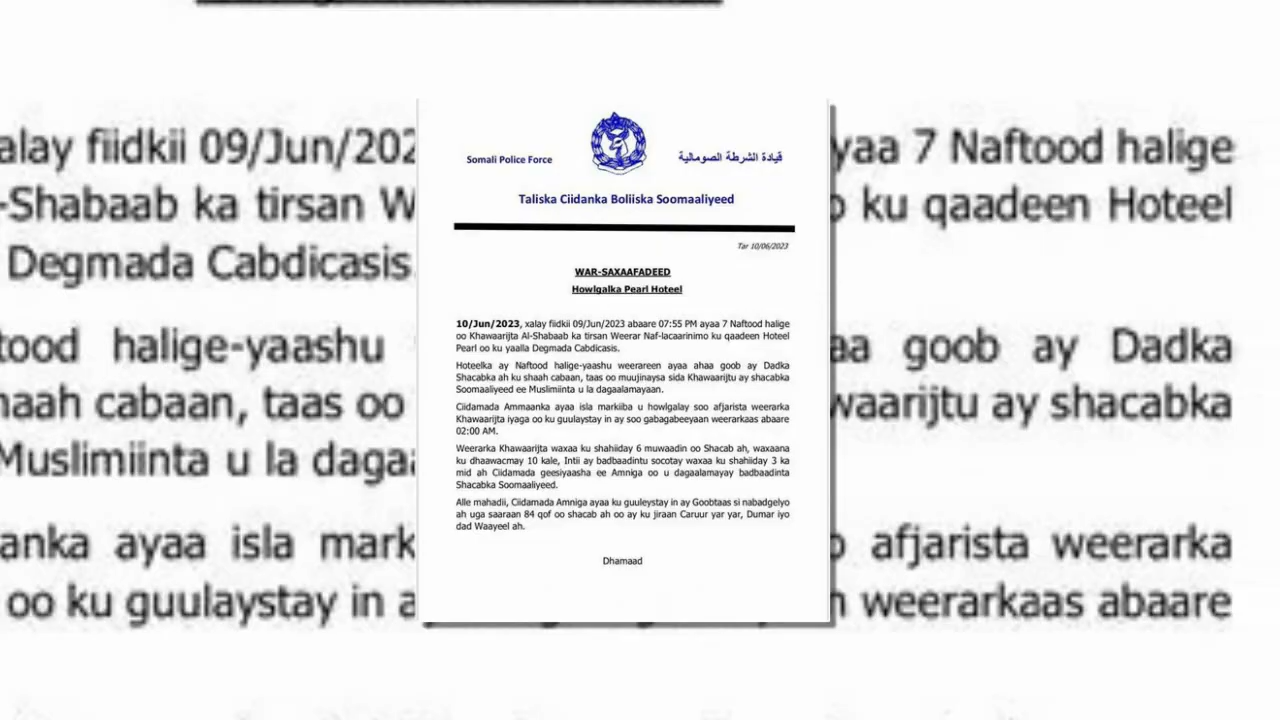 Somali Police Force
قيادة الشرطة الصومالية
Taliska Ciidanka Boliiska Soomaaliyeed
Tar 10/06/2023
WAR-SAXAAFADEED
Howlgalka Pearl Hoteel
10/Jun/2023, xalay fiidkii 09/Jun/2023 abaare 07:55 PM ayaa 7 Naftood halige
oo Khawaarijta Al-Shabaab ka tirsan Weerar Naf-lacaarinimo ku qaadeen Hoteel
Pearl oo ku yaalla Degmada Cabdicasis.
Hoteelka ay Naftood halige-yaashu weerareen ayaa ahaa goob ay Dadka
Shacabka ah ku shaah cabaan, taas oo muujinaysa sida Khawaarijtu ay shacabka
Soomaaliyeed ee Muslimiinta u la dagaalamayaan.
Ciidamada Ammaanka ayaa isla markiiba u howlgalay soo afjarista weerarka
Khawaarijta iyaga oo ku guulaystay in ay soo gabagabeeyaan weerarkaas abaare
02:00 AM.
Weerarka Khawaarijta waxaa ku shahiiday 6 muwaadin oo Shacab ah, waxaana
ku dhaawacmay 10 kale, Intii ay badbaadintu socotay waxaa ku shahiiday 3 ka
mid ah Ciidamada geesiyaasha ee Amniga oo u dagaalamayay badbaadinta
Shacabka Soomaaliyeed.
Alle mahadii, Ciidamada Amniga ayaa ku guuleystay in ay Goobtaas si nabadgelyo
ah uga saaraan 84 qof oo shacab ah oo ay ku jiraan Caruur yar yar, Dumar iyo
dad Waayeel ah.
Dhamaad
alay fiidkii 09/Jun/202
yaa 7 Naftood halige
-Shabaab ka tirsan W
o ku qaadeen Hoteel
Degmada Cabdicasis.
tood halige-yaashu
aa goob ay Dadka
haah cabaan, taas oo
waarijtu ay shacabka
Muslimiinta u la dagaa
anka ayaa isla mark
o afjarista weerarka
oo ku guulaystay in a
n weerarkaas abaare